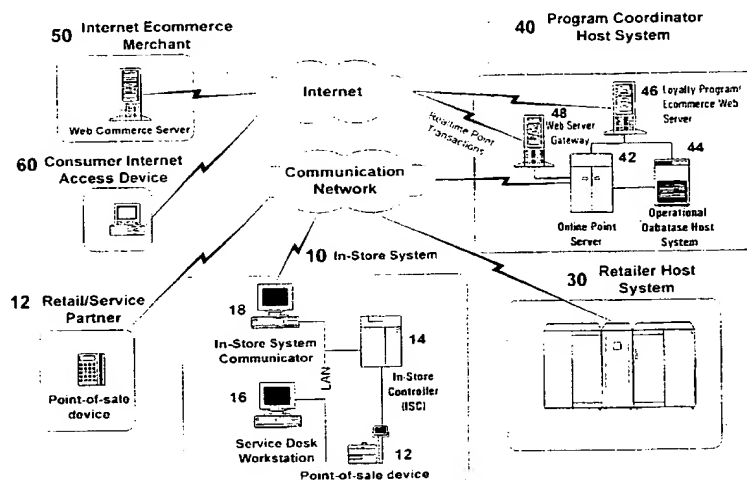 50 Internet Ecommerce
Merchant
Web Commerce Server
60 Consumer Internet
Access Device
Internet
Communication
Network
Realtime Point
Transactions
40 Program Coordinator
Host System
46 Loyalty Program/
Ecommerce Web
Server
48
Web Server
Gateway
42
44
Online Point
Server
Operational
Datatase Host
System
12 Retail/Service
Partner
Point-of-sale
device
10 In-Store System
18
In-Store System
Communicator
LAN
14
In-Store
Controller
(ISC)
16
Service Desk
Workstation
12
Point-of-sale device
30 Retailer Host
System